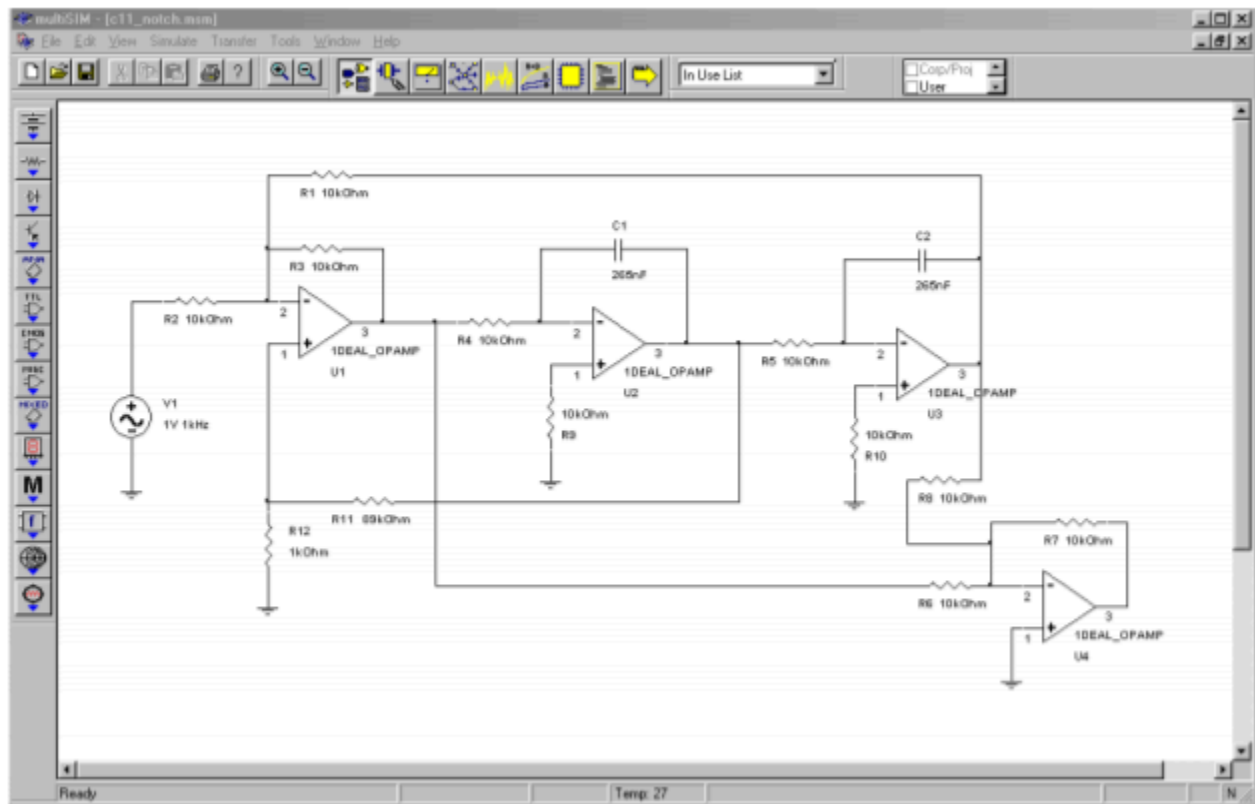 multiSIM - [c11_notch.msm]
File Edit View Simulate Transfer Tools Window Help
In Use List
Corp/Proj
User
R1 10kOhm
R3 10kOhm
R2 10kOhm
2
1
3
1DEAL_OPAMP
U1
V1
1V 1kHz
R4 10kOhm
C1
265nF
2
1
3
1DEAL_OPAMP
U2
10kOhm
R9
R5 10kOhm
C2
265nF
2
1
3
1DEAL_OPAMP
U3
10kOhm
R10
R11 89kOhm
R12
1kOhm
R8 10kOhm
R7 10kOhm
R6 10kOhm
2
1
3
1DEAL_OPAMP
U4
TTL
CMOS
MIXED
M
f
Ready
Temp: 27
N